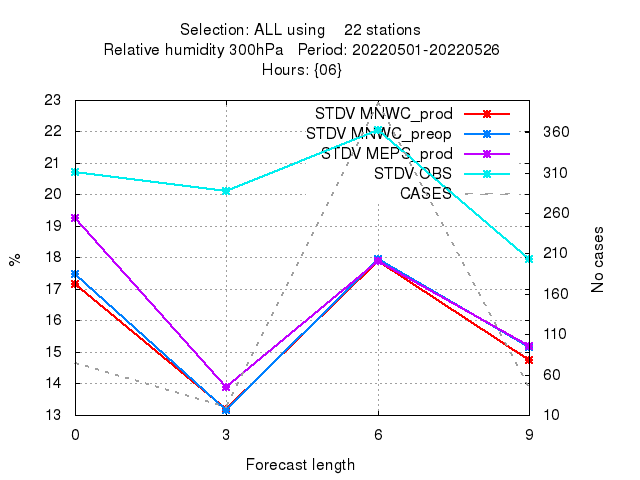 Selection: ALL using    22 stations
Relative humidity 300hPa   Period: 20220501-20220526
Hours: {06}
STDV MNWC_prod
STDV MNWC_preop
STDV MEPS_prod
STDV OBS
CASES
23
22
21
20
19
18
17
16
15
14
13
%
360
310
260
210
160
110
60
10
No cases
0 3 6 9
Forecast length